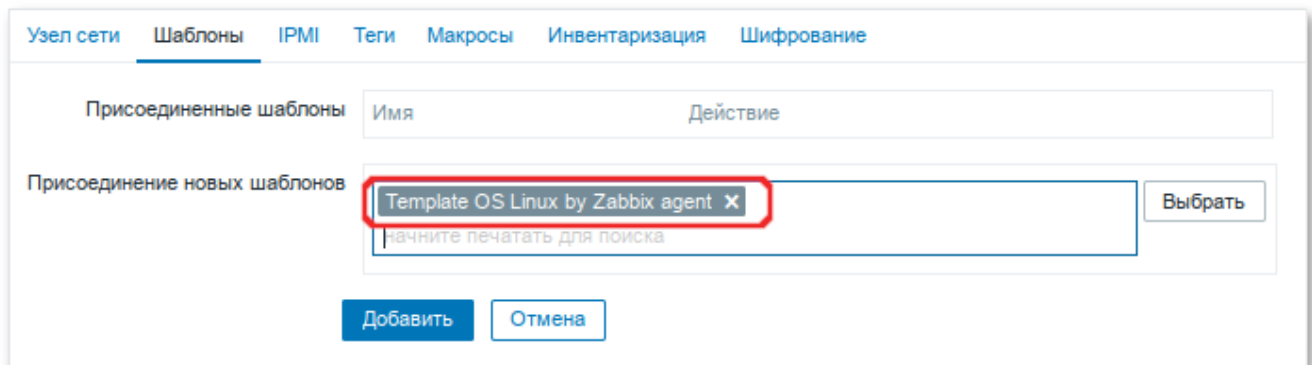 Узел сети Шаблоны IPMI Теги Макросы Инвентаризация Шифрование
Присоединенные шаблоны Имя Действие
Присоединение новых шаблонов Template OS Linux by Zabbix agent × Выбрать
начните печатать для поиска
Добавить Отмена